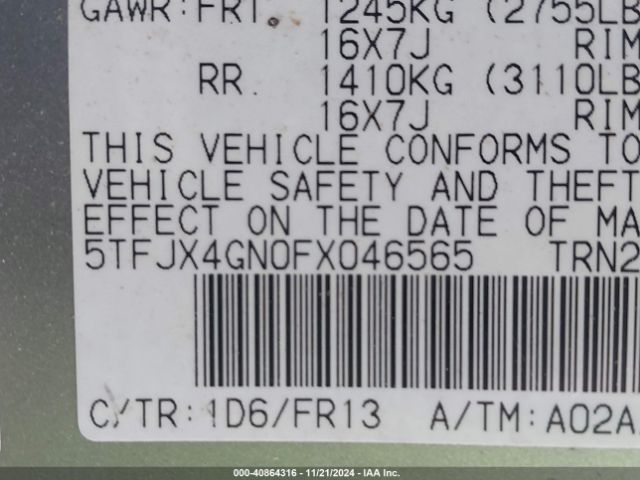 GAWR:FRT 1245KG (2755LB
16X7J RIM
RR 1410KG (3110LB
16X7J RIM
THIS VEHICLE CONFORMS TO
VEHICLE SAFETY AND THEFT
EFFECT ON THE DATE OF MA
5TFJX4GN0FX046565 TRN2
C/TR:1D6/FR13 A/TM:A02A
000-40864316 - 11/21/2024 - IAA Inc.